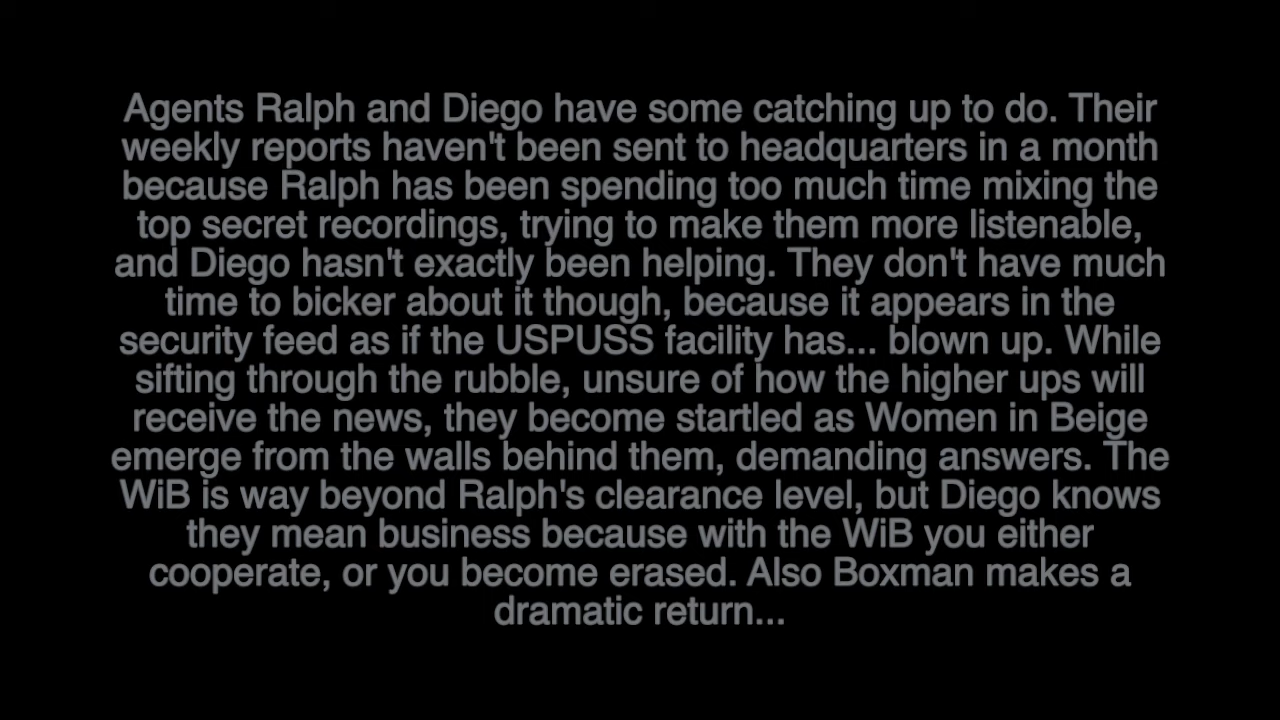 Agents Ralph and Diego have some catching up to do. Their
weekly reports haven't been sent to headquarters in a month
because Ralph has been spending too much time mixing the
top secret recordings, trying to make them more listenable,
and Diego hasn't exactly been helping. They don't have much
time to bicker about it though, because it appears in the
security feed as if the USPUSS facility has... blown up. While
sifting through the rubble, unsure of how the higher ups will
receive the news, they become startled as Women in Beige
emerge from the walls behind them, demanding answers. The
WiB is way beyond Ralph's clearance level, but Diego knows
they mean business because with the WiB you either
cooperate, or you become erased. Also Boxman makes a
dramatic return...